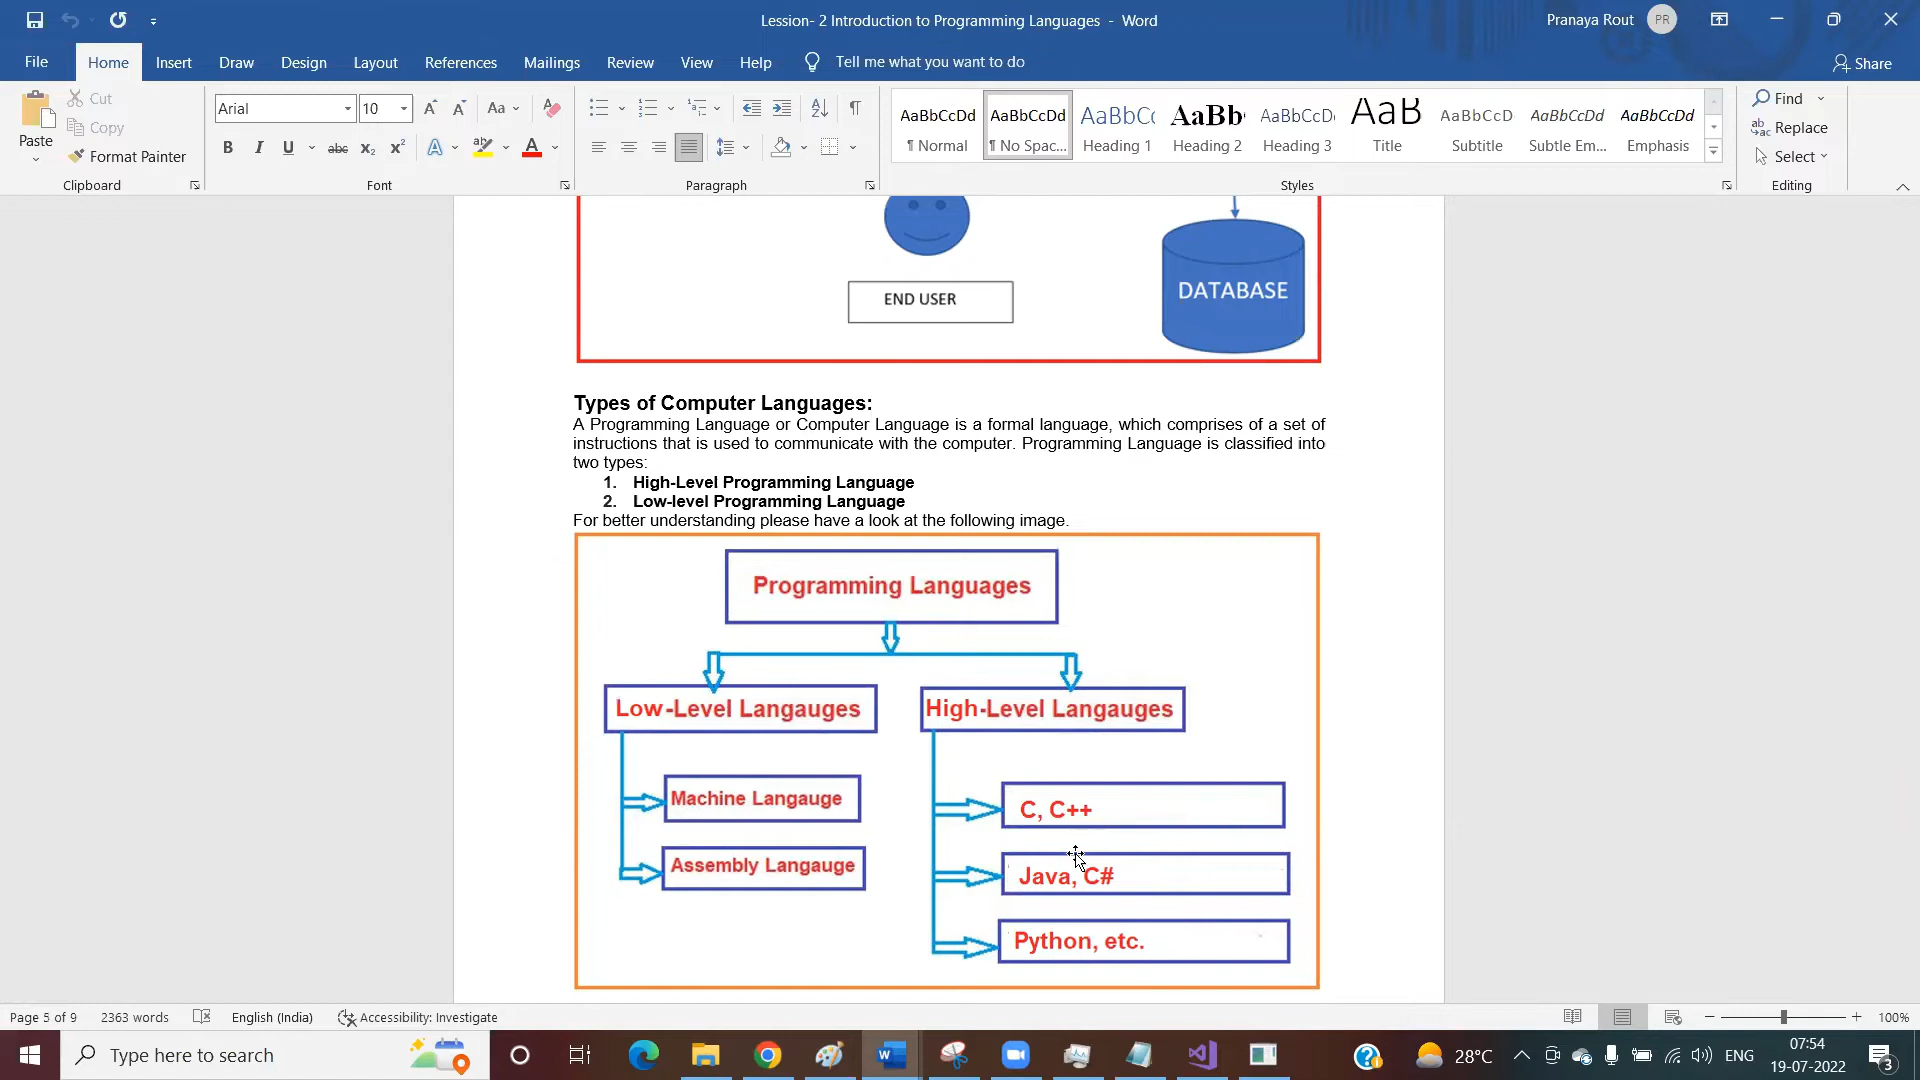 Lession- 2 Introduction to Programming Languages - Word
Pranaya Rout PR
File Home Insert Draw Design Layout References Mailings Review View Help Tell me what you want to do Share
Paste
Cut
Copy
Format Painter
Clipboard
Arial 10 Aa
B I U abc x₂ x² A A
Font
Paragraph
AaBbCcDd AaBbCcDd AaBbCc AaBb AaBbCcD AaB AaBbCcD AaBbCcDd AaBbCcDd
¶ Normal ¶ No Spac... Heading 1 Heading 2 Heading 3 Title Subtitle Subtle Em... Emphasis
Styles
Find
Replace
Select
Editing
END USER
DATABASE
Types of Computer Languages:
A Programming Language or Computer Language is a formal language, which comprises of a set of
instructions that is used to communicate with the computer. Programming Language is classified into
two types:
1. High-Level Programming Language
2. Low-level Programming Language
For better understanding please have a look at the following image.
Programming Languages
Low-Level Langauges
High-Level Langauges
Machine Langauge
Assembly Langauge
C, C++
Java, C#
Python, etc.
Page 5 of 9 2363 words English (India) Accessibility: Investigate 100%
Type here to search
28°C ENG
07:54
19-07-2022
3